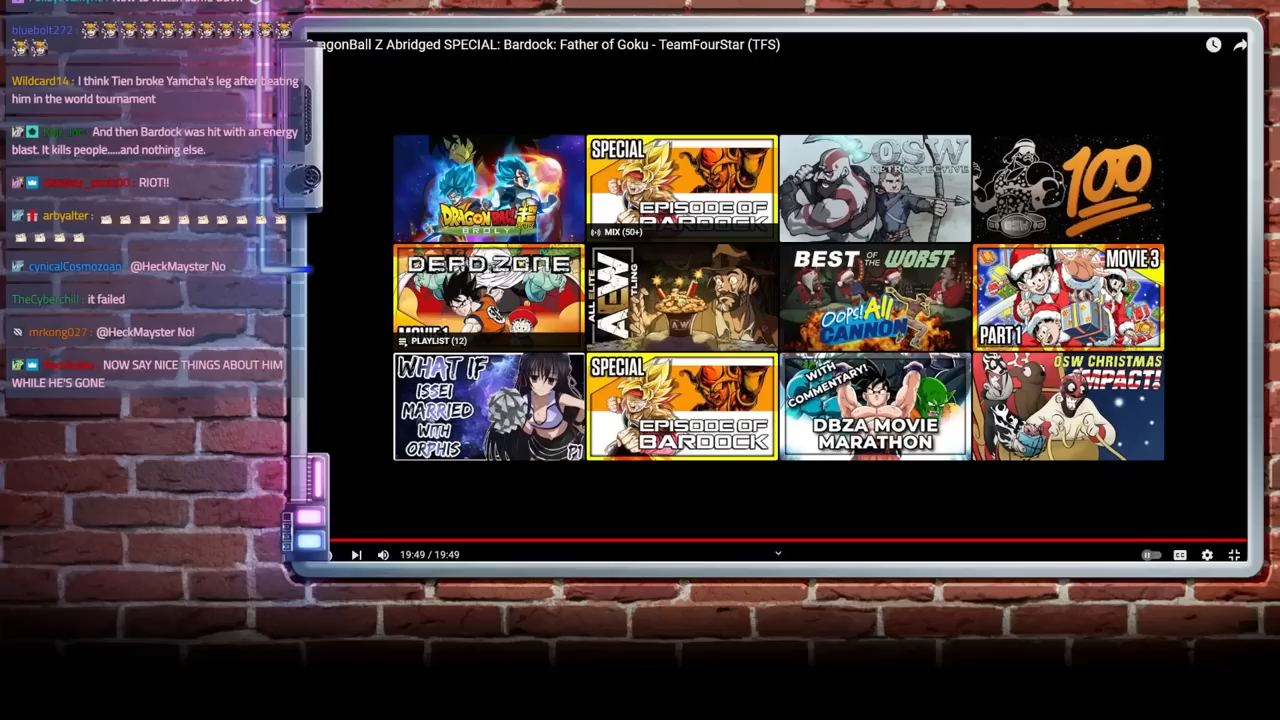 bluebolt272
Wildcard14 : I think Tien broke Yamcha's leg after beating
him in the world tournament
And then Bardock was hit with an energy
blast. It kills people.....and nothing else.
: RIOT!!
arbyalter :
cynicalCosmozoan : @HeckMayster No
TheCyberchill : it failed
mrkong027 : @HeckMayster No!
NOW SAY NICE THINGS ABOUT HIM
WHILE HE'S GONE
agonBall Z Abridged SPECIAL: Bardock: Father of Goku - TeamFourStar (TFS)
DRAGONBALL
BROLY
SPECIAL
EPISODE OF
BARDOCK
MIX (50+)
OSW
RETROSPECTIVE
100
DEAD ZONE
MOVIE 1
PLAYLIST (12)
ALL ELITE
AEW
BEST OF THE WORST
OOPS! All
CANNON
MOVIE 3
PART 1
WHAT IF
ISSEI
MARRIED
WITH
ORPHIS
P1
SPECIAL
EPISODE OF
BARDOCK
WITH
COMMENTARY!
DBZA MOVIE
MARATHON
OSW CHRISTMAS
IMPACT!
19:49 / 19:49
CC